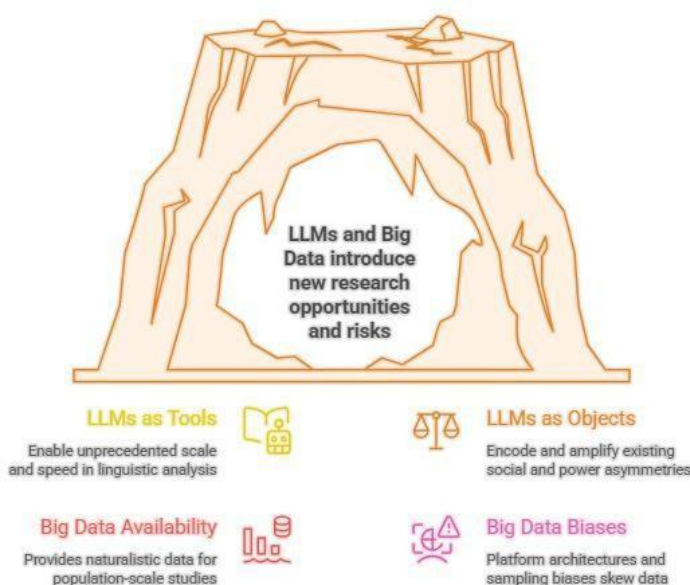 LLMs and Big
Data introduce
new research
opportunities
and risks
LLMs as Tools
Enable unprecedented scale
and speed in linguistic analysis
LLMs as Objects
Encode and amplify existing
social and power asymmetries
Big Data Availability
Provides naturalistic data for
population-scale studies
Big Data Biases
Platform architectures and
sampling biases skew data